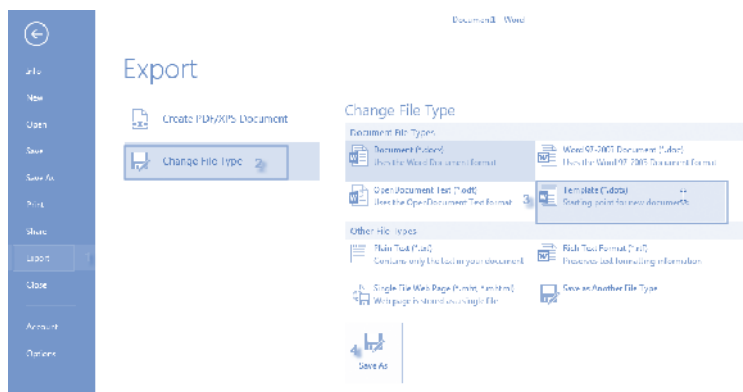 Document1 - Word
Info
New
Open
Save
Save As
Print
Share
Export 1
Close
Account
Options
Export
Create PDF/XPS Document
Change File Type 2
Change File Type
Document File Types
Document (*.docx)
Uses the Word Document format
Word 97-2003 Document (*.doc)
Uses the Word 97-2003 Document format
OpenDocument Text (*.odt)
Uses the OpenDocument Text format
3 Template (*.dotx)
Starting point for new documents
Other File Types
Plain Text (*.txt)
Contains only the text in your document
Rich Text Format (*.rtf)
Preserves text formatting information
Single File Web Page (*.mht, *.mhtml)
Web page is stored as a single file
Save as Another File Type
4
Save As